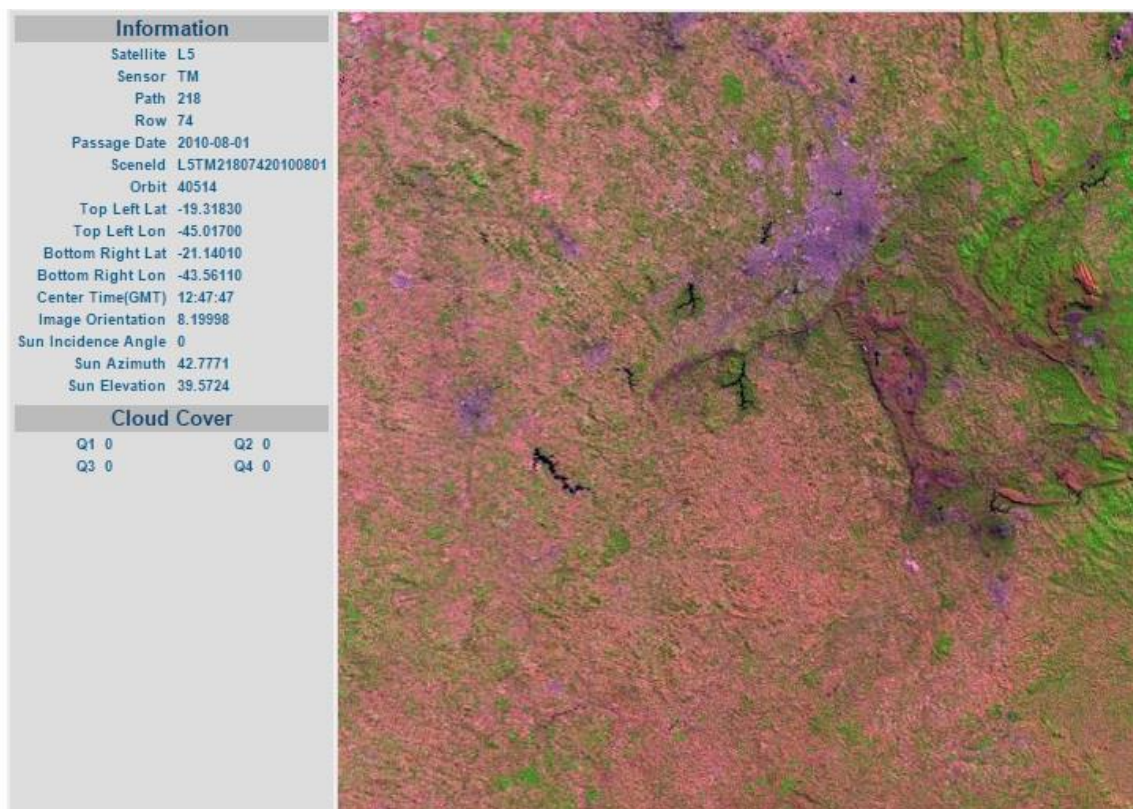 Information
Satellite L5
Sensor TM
Path 218
Row 74
Passage Date 2010-08-01
SceneId L5TM21807420100801
Orbit 40514
Top Left Lat -19.31830
Top Left Lon -45.01700
Bottom Right Lat -21.14010
Bottom Right Lon -43.56110
Center Time(GMT) 12:47:47
Image Orientation 8.19998
Sun Incidence Angle 0
Sun Azimuth 42.7771
Sun Elevation 39.5724
Cloud Cover
Q1 0 Q2 0
Q3 0 Q4 0